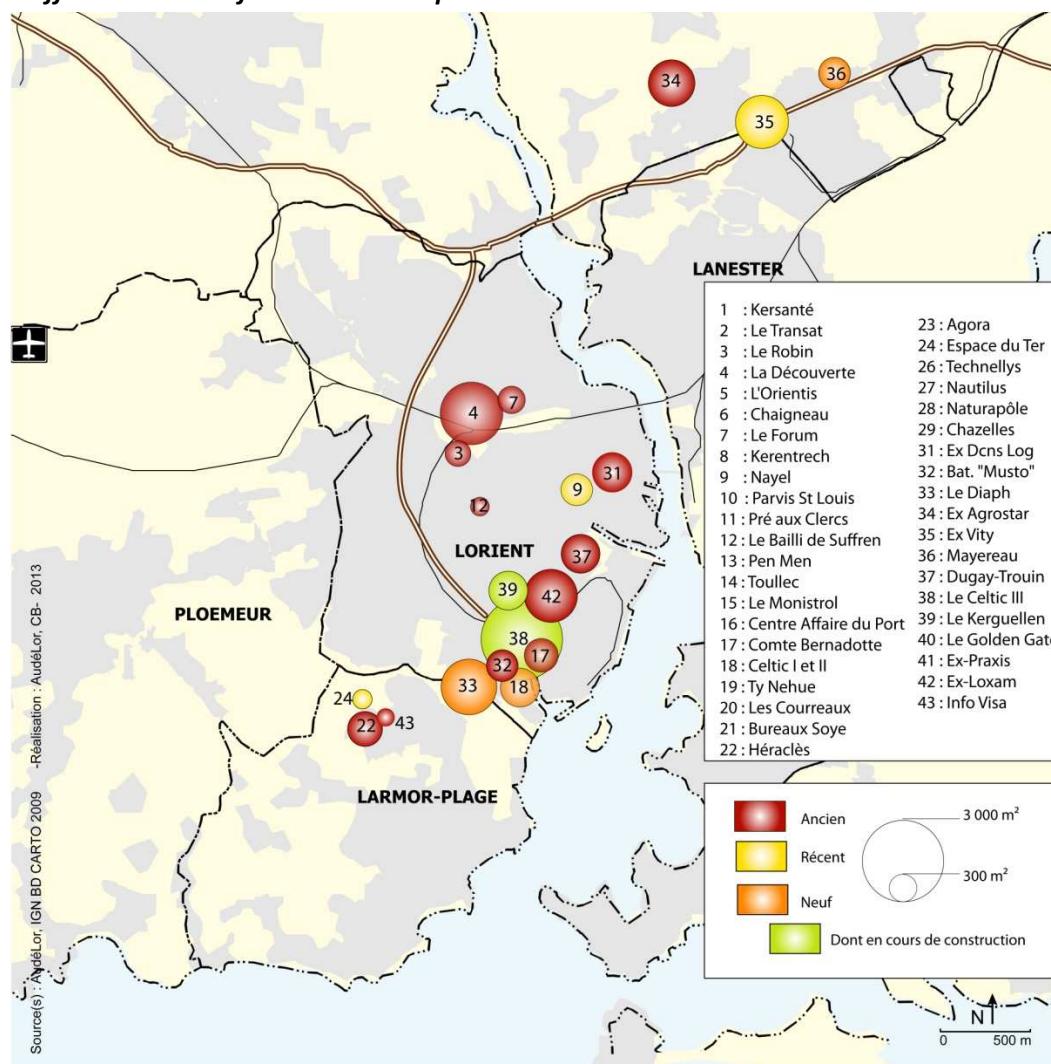 34
36
35
LANESTER
4
7
3
31
9
12
LORIENT
37
39
42
PLOEMEUR
38
17
32
33
18
24
22
43
LARMOR-PLAGE
1 : Kersanté
2 : Le Transat
3 : Le Robin
4 : La Découverte
5 : L'Orientis
6 : Chaigneau
7 : Le Forum
8 : Kerentrech
9 : Nayel
10 : Parvis St Louis
11 : Pré aux Clercs
12 : Le Bailli de Suffren
13 : Pen Men
14 : Toullec
15 : Le Monistrol
16 : Centre Affaire du Port
17 : Comte Bernadotte
18 : Celtic I et II
19 : Ty Nehue
20 : Les Courreaux
21 : Bureaux Soye
22 : Héraclès
23 : Agora
24 : Espace du Ter
26 : Technellys
27 : Nautilus
28 : Naturapôle
29 : Chazelles
31 : Ex Dcns Log
32 : Bat. "Musto"
33 : Le Diaph
34 : Ex Agrostar
35 : Ex Vity
36 : Mayereau
37 : Dugay-Trouin
38 : Le Celtic III
39 : Le Kerguellen
40 : Le Golden Gate
41 : Ex-Praxis
42 : Ex-Loxam
43 : Info Visa
Ancien
Récent
Neuf
Dont en cours de construction
3 000 m²
300 m²
N
0 500 m
Source(s) : AudéLor, IGN BD CARTO 2009 -Réalisation : AudéLor, CB- 2013